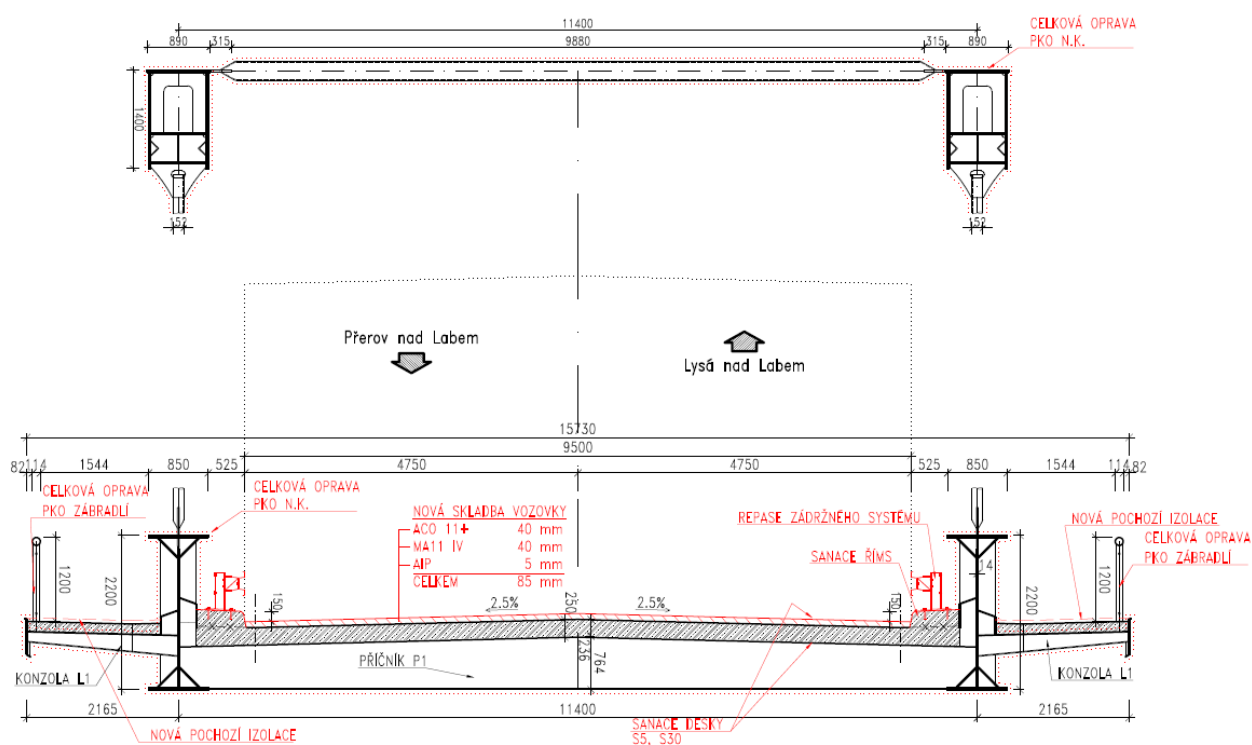 11400
CELKOVÁ OPRAVA
PKO N.K.
890
315
9880
315
890
1400
152
152
Přerov nad Labem
Lysá nad Labem
15730
9500
82
114
1544
850
525
4750
4750
525
850
1544
114
82
CELKOVÁ OPRAVA
PKO ZÁBRADLÍ
CELKOVÁ OPRAVA
PKO N.K.
NOVÁ SKLADBA VOZOVKY
ACO 11+ 40 mm
MA11 IV 40 mm
AIP 5 mm
CELKEM 85 mm
REPASE ZÁDRŽNÉHO SYSTÉMU
SANACE ŘÍMS
NOVÁ POCHOZÍ IZOLACE
CELKOVÁ OPRAVA
PKO ZÁBRADLÍ
14
1200
2200
150
2.5%
250
2.5%
150
2200
1200
236
764
PŘÍČNÍK P1
KONZOLA L1
KONZOLA L1
2165
11400
2165
NOVÁ POCHOZÍ IZOLACE
SANACE DESKY
S5, S30